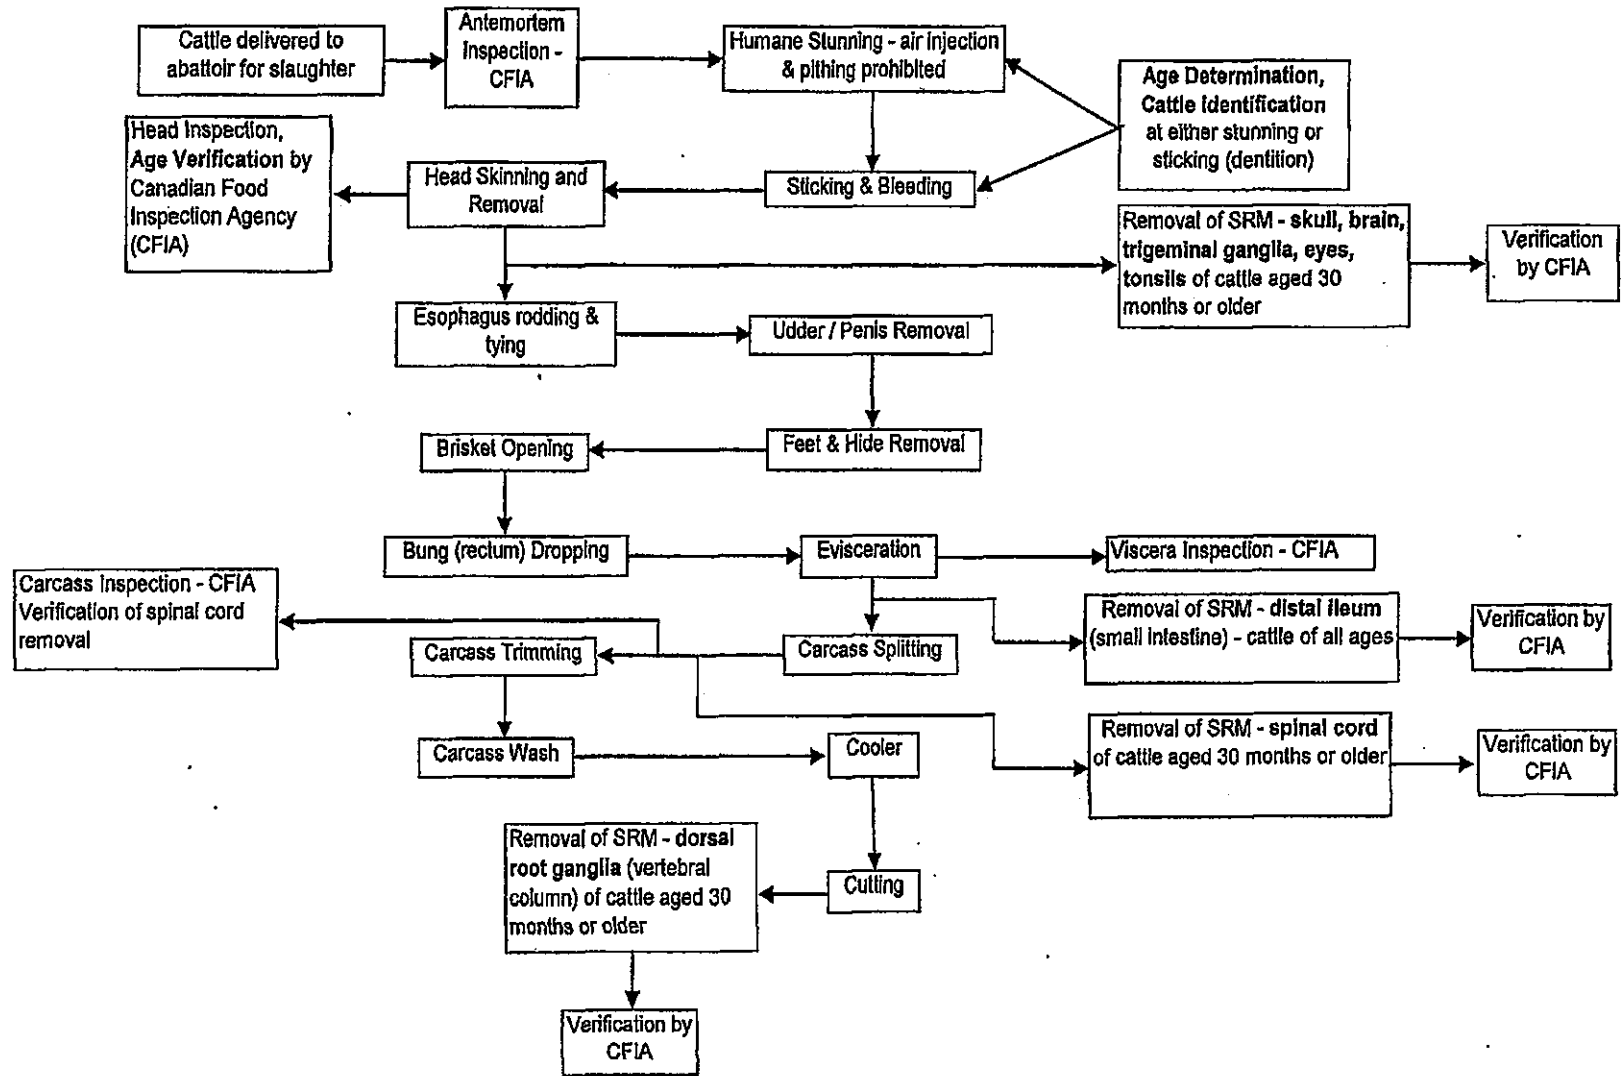 Cattle delivered to
abattoir for slaughter
Antemortem
Inspection -
CFIA
Humane Stunning - air injection
& pithing prohibited
Age Determination,
Cattle Identification
at either stunning or
sticking (dentition)
Head Inspection,
Age Verification by
Canadian Food
Inspection Agency
(CFIA)
Head Skinning and
Removal
Sticking & Bleeding
Removal of SRM - skull, brain,
trigeminal ganglia, eyes,
tonsils of cattle aged 30
months or older
Verification
by CFIA
Esophagus rodding &
tying
Udder / Penis Removal
Brisket Opening
Feet & Hide Removal
Bung (rectum) Dropping
Evisceration
Viscera Inspection - CFIA
Carcass Inspection - CFIA
Verification of spinal cord
removal
Carcass Trimming
Carcass Splitting
Removal of SRM - distal ileum
(small intestine) - cattle of all ages
Verification by
CFIA
Carcass Wash
Cooler
Removal of SRM - spinal cord
of cattle aged 30 months or older
Verification by
CFIA
Removal of SRM - dorsal
root ganglia (vertebral
column) of cattle aged 30
months or older
Cutting
Verification by
CFIA